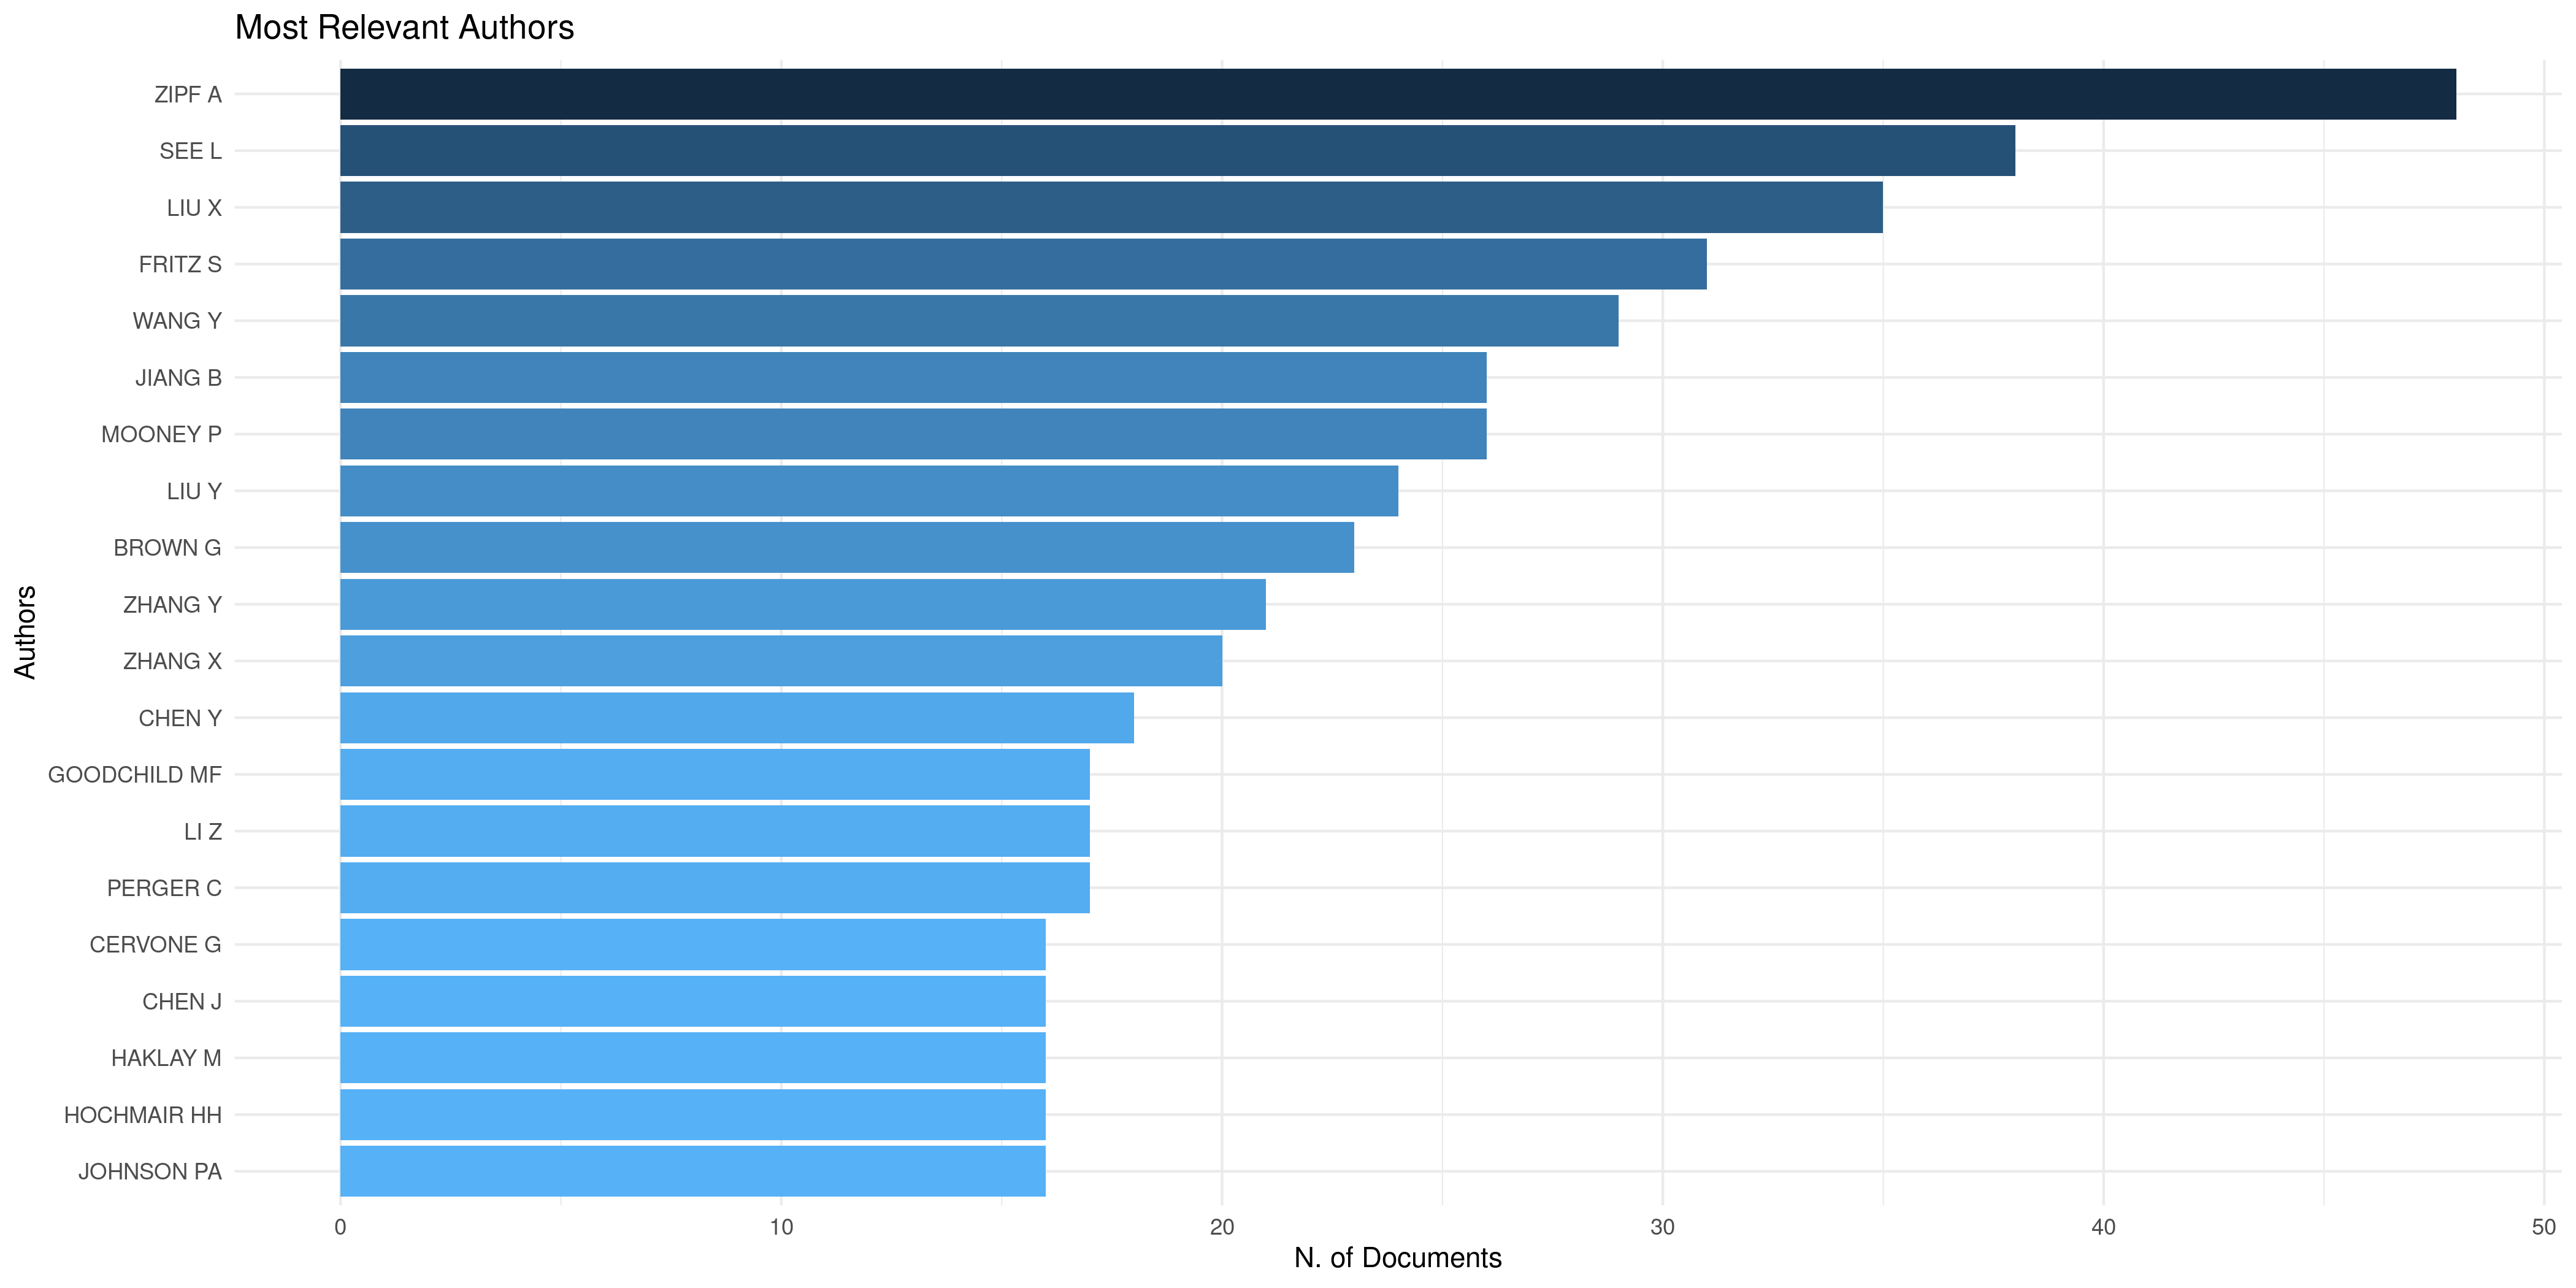 Most Relevant Authors
ZIPF A
SEE L
LIU X
FRITZ S
WANG Y
JIANG B
MOONEY P
LIU Y
BROWN G
ZHANG Y
ZHANG X
CHEN Y
GOODCHILD MF
LI Z
PERGER C
CERVONE G
CHEN J
HAKLAY M
HOCHMAIR HH
JOHNSON PA
Authors
0 10 20 30 40 50
N. of Documents